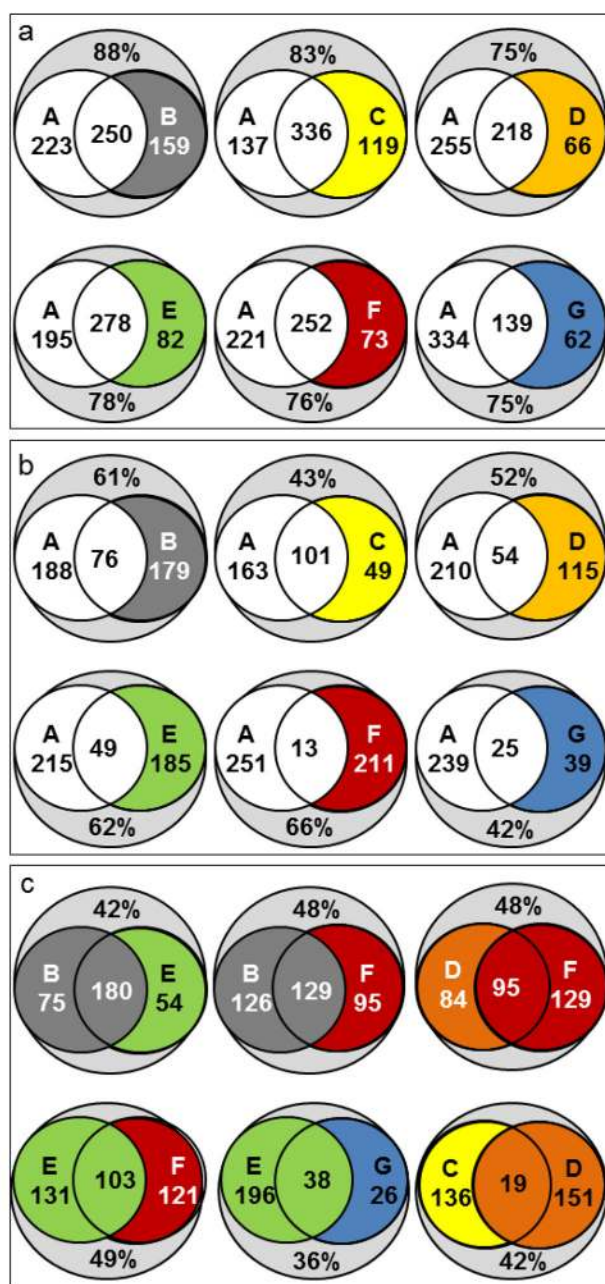 a
88% 83% 75%
A B A C A D
223 250 159 137 336 119 255 218 66
A E A F A G
195 278 82 221 252 73 334 139 62
78% 76% 75%
b
61% 43% 52%
A B A C A D
188 76 179 163 101 49 210 54 115
A E A F A G
215 49 185 251 13 211 239 25 39
62% 66% 42%
c
42% 48% 48%
B E B F D F
75 180 54 126 129 95 84 95 129
E F E G C D
131 103 121 196 38 26 136 19 151
49% 36% 42%